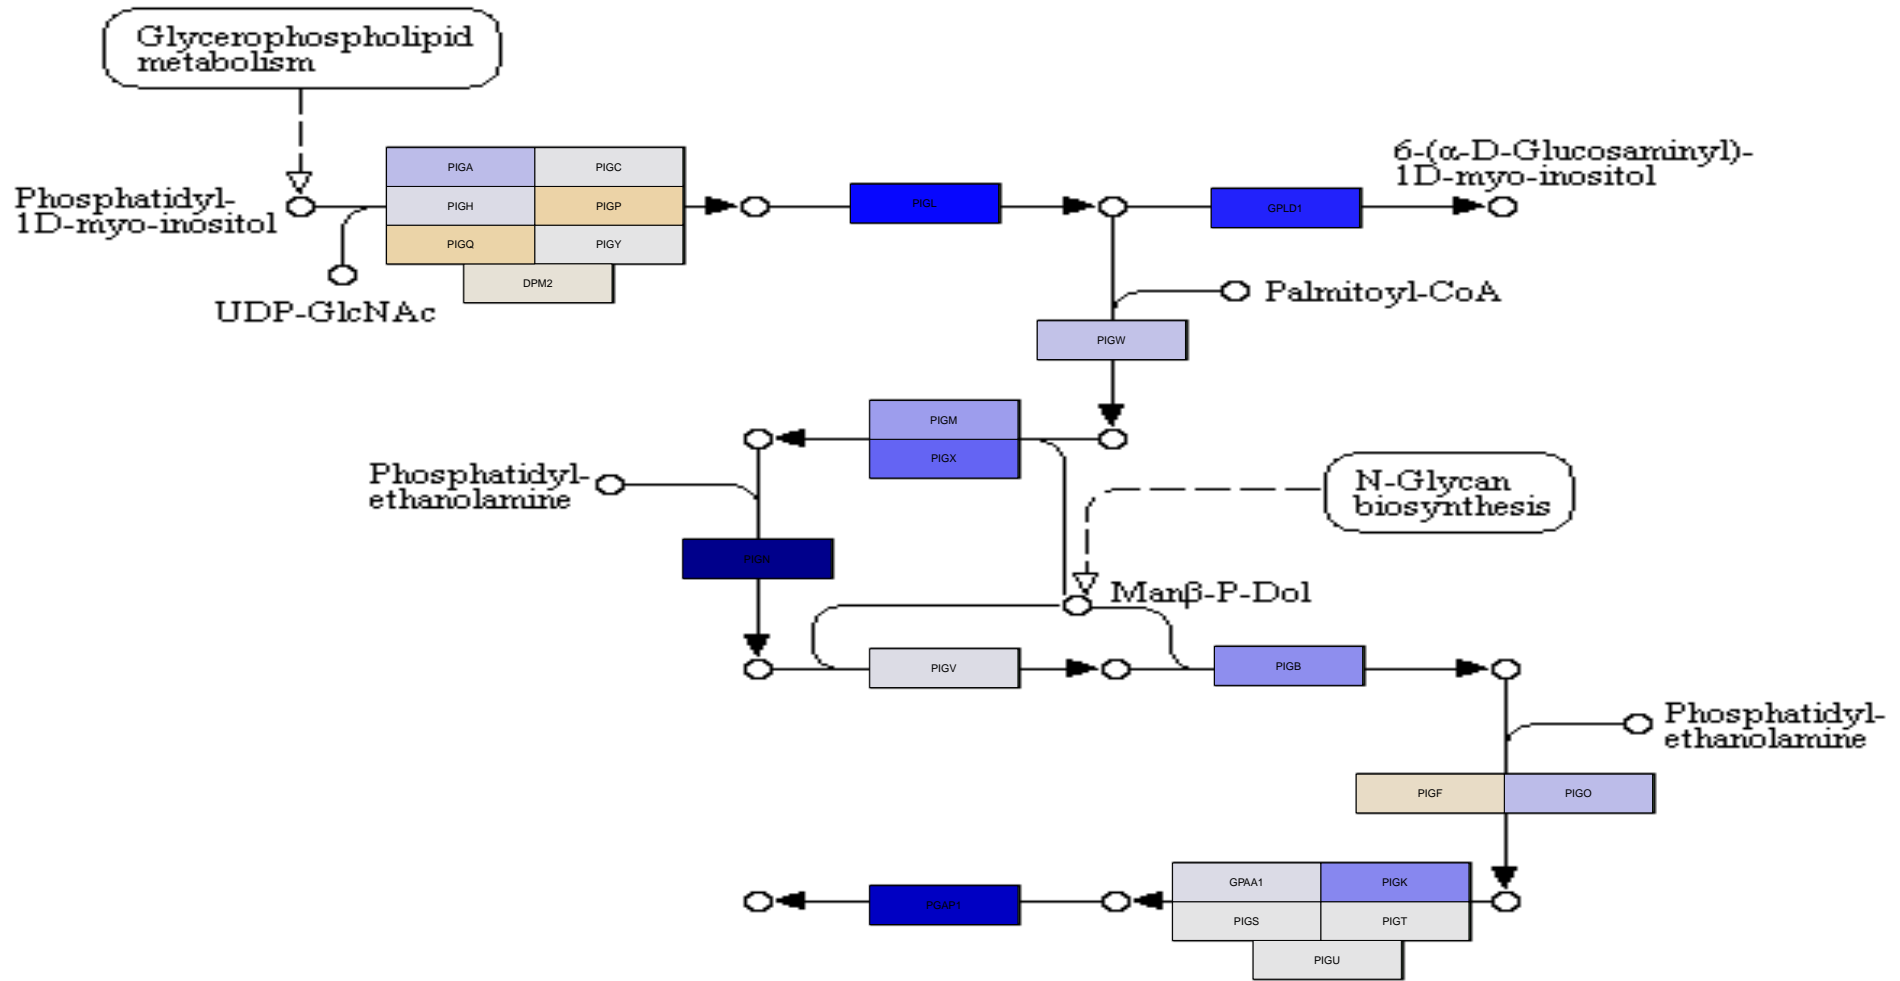 Glycerophospholipid
metabolism
Phosphatidyl-
1D-myo-inositol
UDP-GlcNAc
PIGA
PIGC
PIGH
PIGP
PIGQ
PIGY
DPM2
PIGL
GPLD1
6-(α-D-Glucosaminyl)-
1D-myo-inositol
Palmitoyl-CoA
PIGW
PIGM
PIGX
Phosphatidyl-
ethanolamine
N-Glycan
biosynthesis
PIGN
Manβ-P-Dol
PIGV
PIGB
Phosphatidyl-
ethanolamine
PIGF
PIGO
GPAA1
PIGK
PIGS
PIGT
PIGU
PGAP1